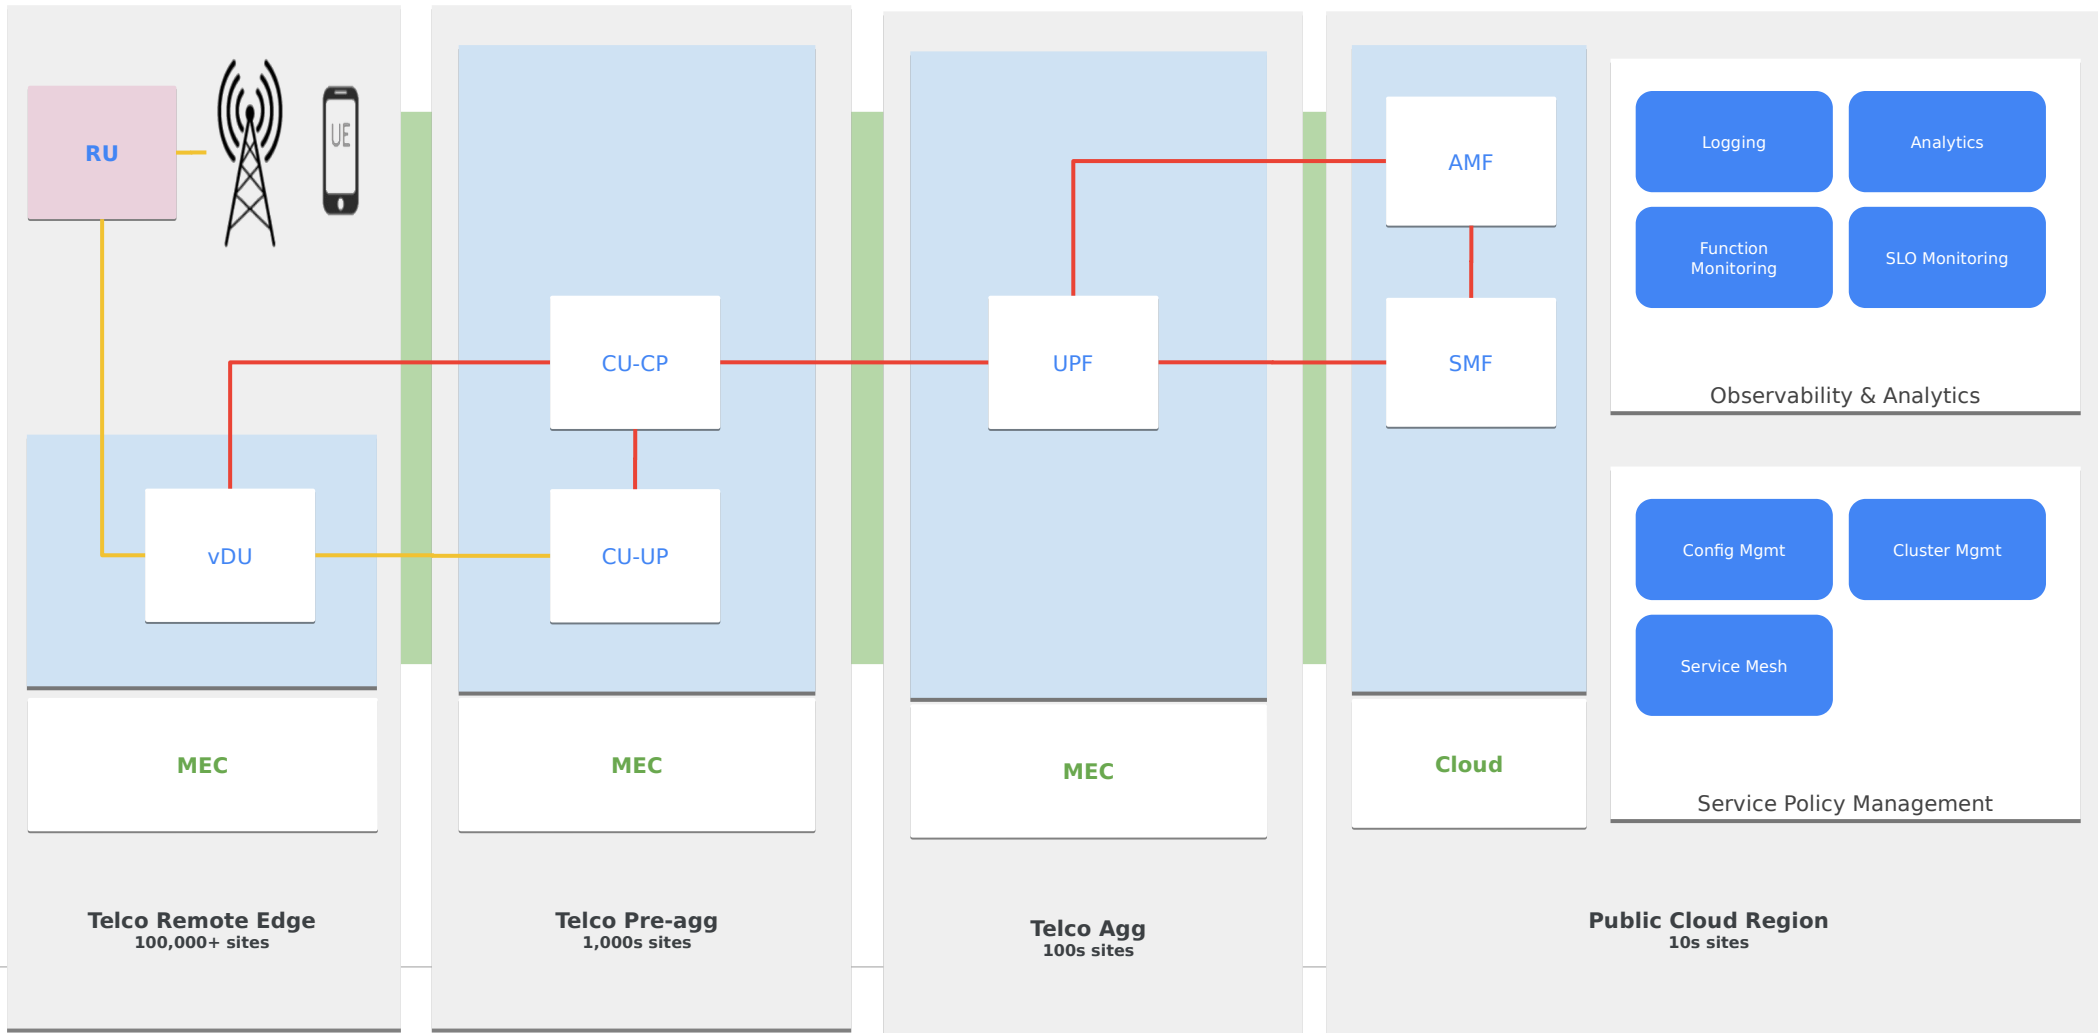 RU
UE
vDU
MEC
Telco Remote Edge
100,000+ sites
CU-CP
CU-UP
MEC
Telco Pre-agg
1,000s sites
UPF
MEC
Telco Agg
100s sites
AMF
SMF
Cloud
Logging
Analytics
Function
Monitoring
SLO Monitoring
Observability & Analytics
Config Mgmt
Cluster Mgmt
Service Mesh
Service Policy Management
Public Cloud Region
10s sites